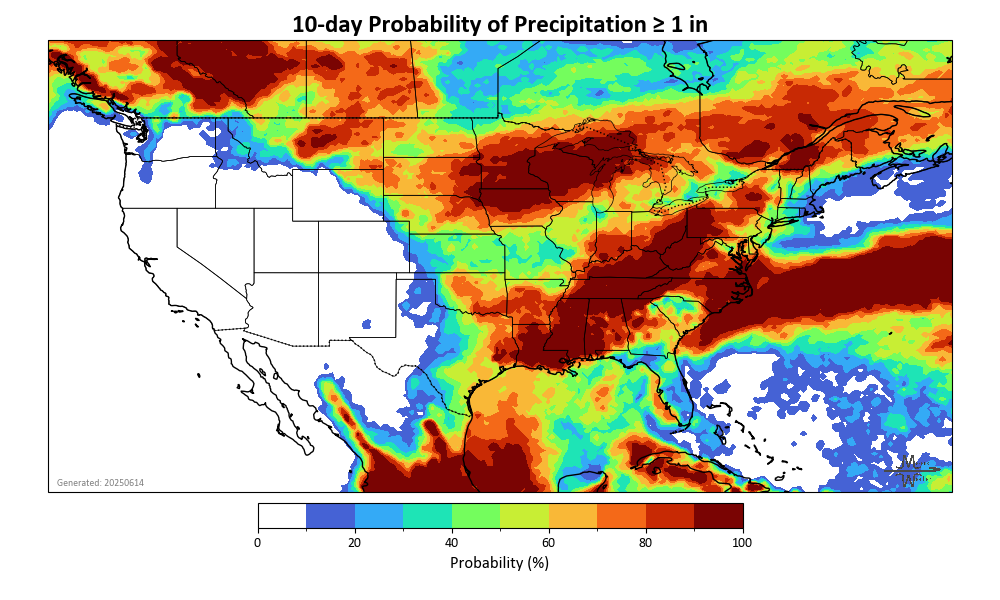 10-day Probability of Precipitation ≥ 1 in
Generated: 20250614
0 20 40 60 80 100
Probability (%)